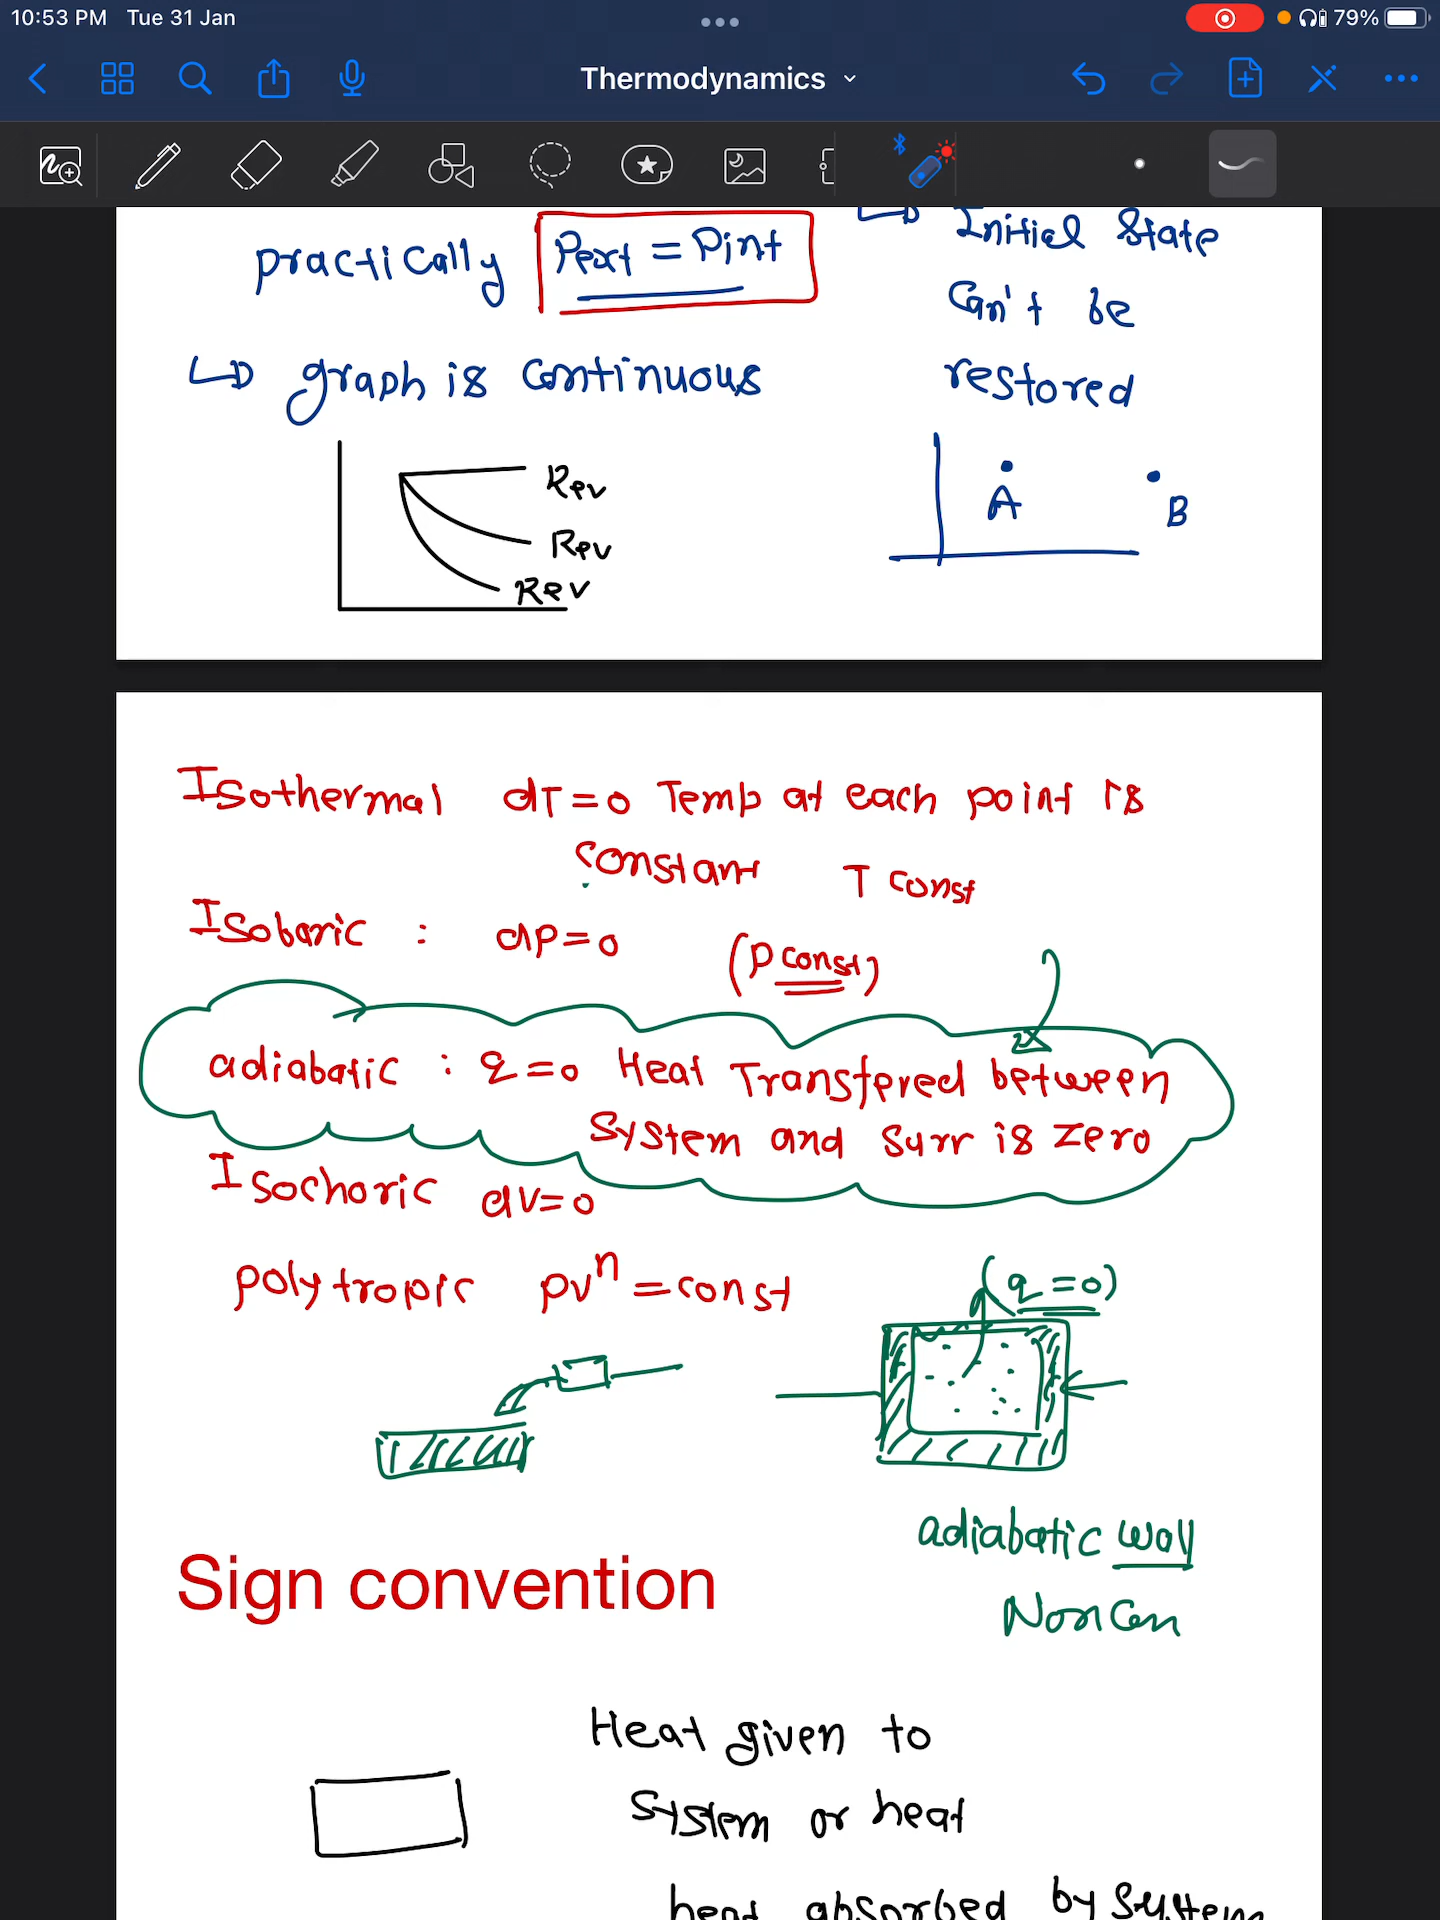 10:53 PM Tue 31 Jan
79%
Thermodynamics
practically Pext = Pint
Initial State
Can't be
restored
graph is continuous
Rev
Rev
Rev
A
B
Isothermal dT=0 Temp at each point is
constant T const
Isobaric : dP=0 (P const)
adiabatic : q=0 Heat Transfered between
System and Surr is zero
Isochoric dV=0
polytropic PVⁿ = const
(q=0)
adiabatic wall
Sign convention
Non Con
Heat given to
System or heat
heat absorbed by System